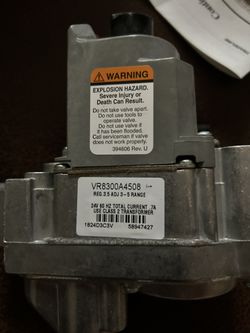 WARNING
EXPLOSION HAZARD.
Severe Injury or
Death Can Result.
Do not take valve apart.
Do not use tools to
operate valve.
Do not use valve if
it has been flooded.
Call serviceman if valve
does not work properly.
394606 Rev. U
VR8300A4508
REG. 3.5 ADJ 3-5 RANGE
24V 60 HZ TOTAL CURRENT .7A
USE CLASS 2 TRANSFORMER
1824D3C3V 58947427